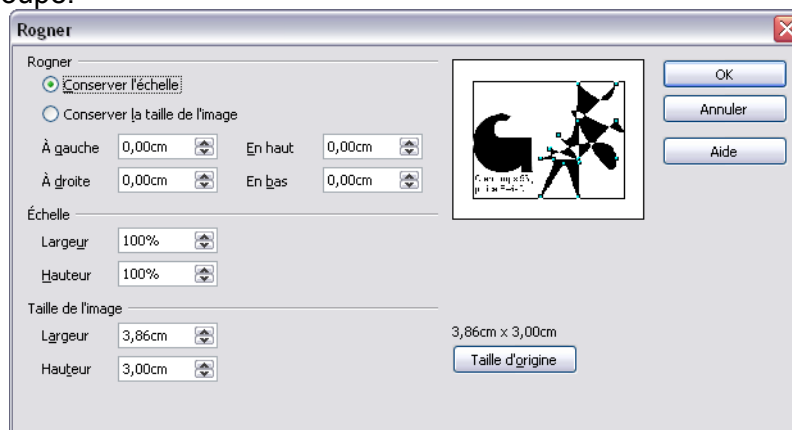 Rogner
Rogner
Conserver l'échelle
Conserver la taille de l'image
À gauche 0,00cm En haut 0,00cm
À droite 0,00cm En bas 0,00cm
Échelle
Largeur 100%
Hauteur 100%
Taille de l'image
Largeur 3,86cm
Hauteur 3,00cm
OK
Annuler
Aide
3,86cm x 3,00cm
Taille d'origine